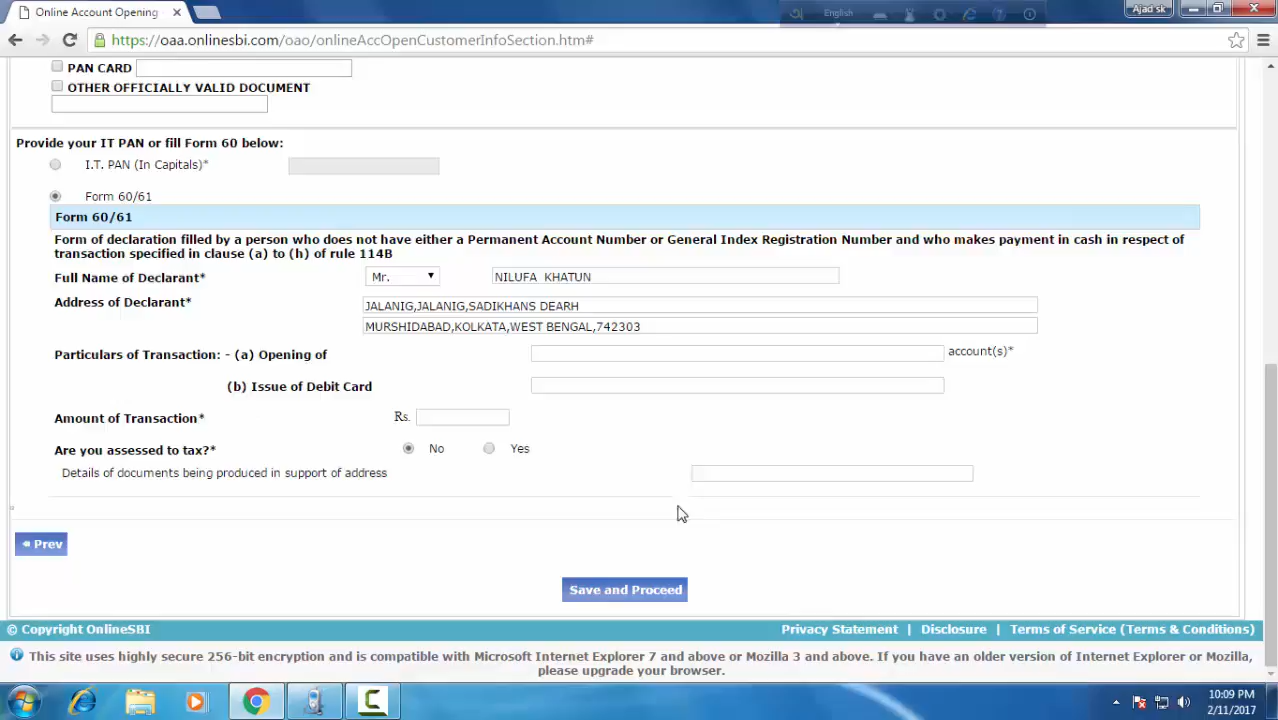 Online Account Opening
English
Ajad sk
https://oaa.onlinesbi.com/oao/onlineAccOpenCustomerInfoSection.htm#
PAN CARD
OTHER OFFICIALLY VALID DOCUMENT
Provide your IT PAN or fill Form 60 below:
I.T. PAN (In Capitals)*
Form 60/61
Form 60/61
Form of declaration filled by a person who does not have either a Permanent Account Number or General Index Registration Number and who makes payment in cash in respect of
transaction specified in clause (a) to (h) of rule 114B
Full Name of Declarant* Mr. NILUFA KHATUN
Address of Declarant* JALANIG,JALANIG,SADIKHANS DEARH
MURSHIDABAD,KOLKATA,WEST BENGAL,742303
Particulars of Transaction: - (a) Opening of account(s)*
(b) Issue of Debit Card
Amount of Transaction* Rs.
Are you assessed to tax?* No Yes
Details of documents being produced in support of address
Prev
Save and Proceed
© Copyright OnlineSBI Privacy Statement | Disclosure | Terms of Service (Terms & Conditions)
This site uses highly secure 256-bit encryption and is compatible with Microsoft Internet Explorer 7 and above or Mozilla 3 and above. If you have an older version of Internet Explorer or Mozilla,
please upgrade your browser.
10:09 PM
2/11/2017